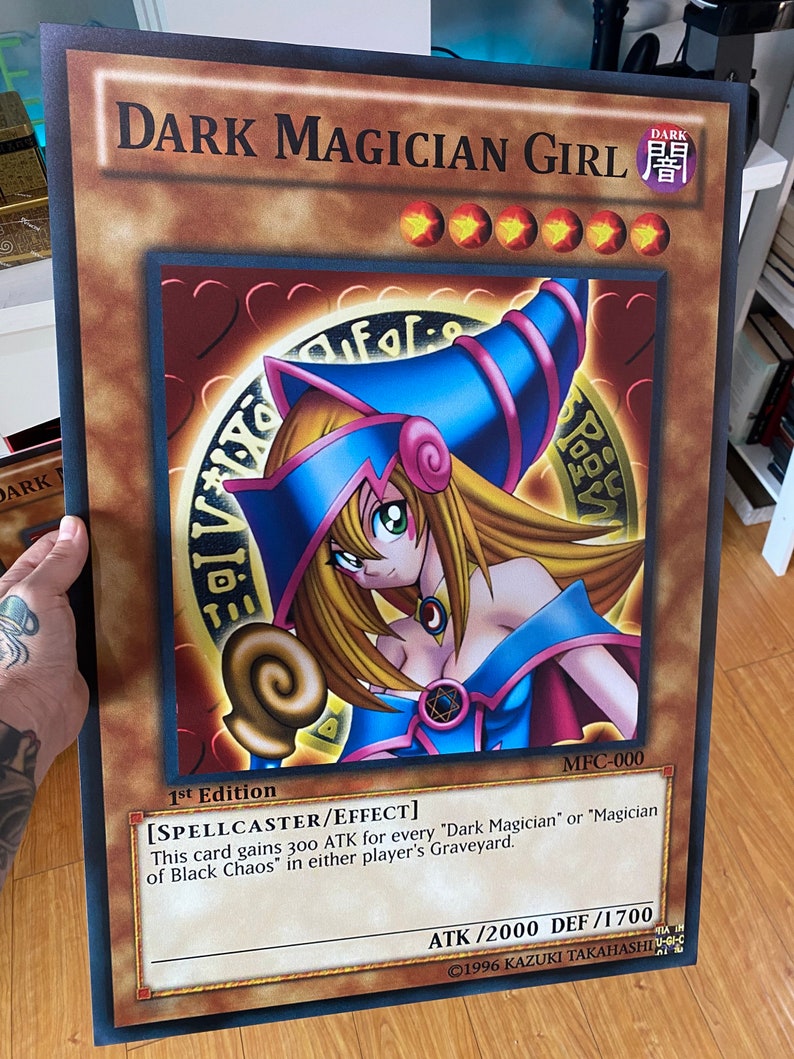 DARK MAGICIAN GIRL
DARK
闇
MFC-000
1st Edition
[SPELLCASTER/EFFECT]
This card gains 300 ATK for every "Dark Magician" or "Magician
of Black Chaos" in either player's Graveyard.
ATK/2000 DEF/1700
©1996 KAZUKI TAKAHASHI
DARK